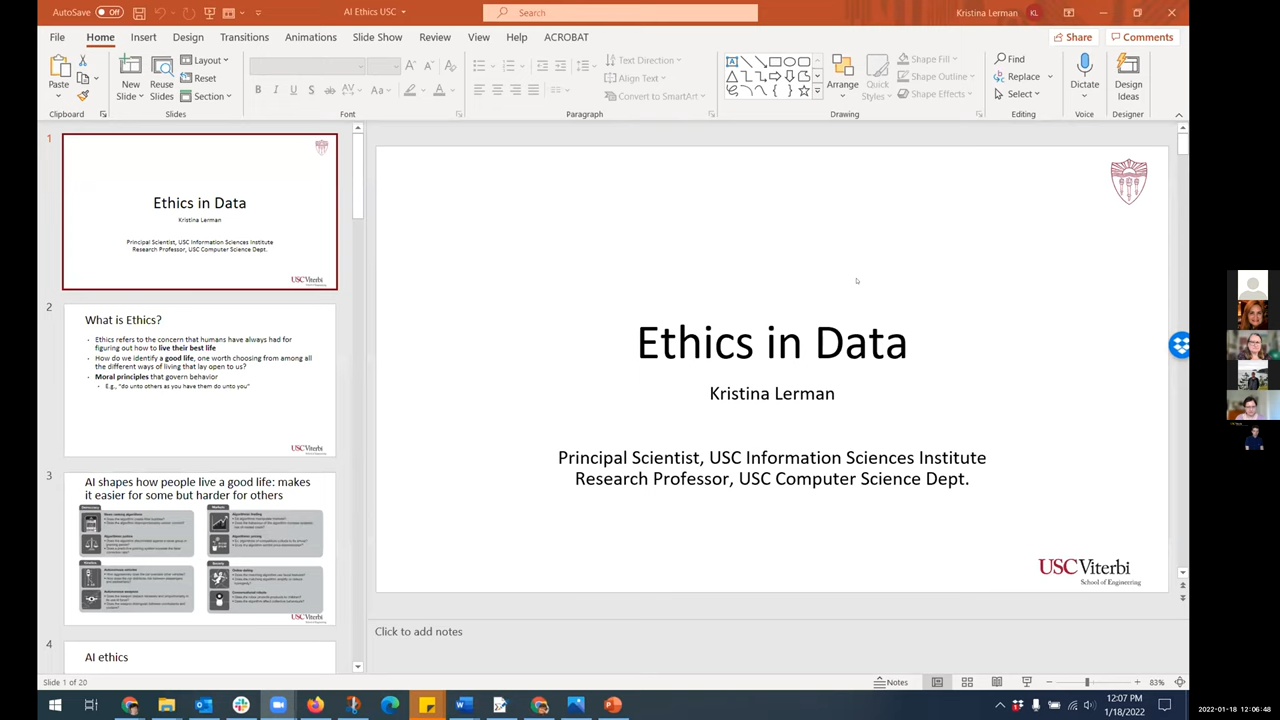 AutoSave Off AI Ethics USC Search Kristina Lerman KL
File Home Insert Design Transitions Animations Slide Show Review View Help ACROBAT Share Comments
Paste
New Slide
Reuse Slides
Layout
Reset
Section
Text Direction
Align Text
Convert to SmartArt
Arrange
Quick Styles
Shape Fill
Shape Outline
Shape Effects
Find
Replace
Select
Dictate
Design Ideas
Clipboard Slides Font Paragraph Drawing Editing Voice Designer
1
Ethics in Data
Kristina Lerman
Principal Scientist, USC Information Sciences Institute
Research Professor, USC Computer Science Dept.
USC Viterbi
2
What is Ethics?
Ethics refers to the concern that humans have always had for
figuring out how to live their best life
How do we identify a good life, one worth choosing from among all
the different ways of living that lay open to us?
Moral principles that govern behavior
E.g., "do unto others as you have them do unto you"
USC Viterbi
3
AI shapes how people live a good life: makes
it easier for some but harder for others
USC Viterbi
4
AI ethics
Ethics in Data
Kristina Lerman
Principal Scientist, USC Information Sciences Institute
Research Professor, USC Computer Science Dept.
USC Viterbi
School of Engineering
Click to add notes
Slide 1 of 20 Notes 83%
12:07 PM
1/18/2022
2022-01-18 12:06:48